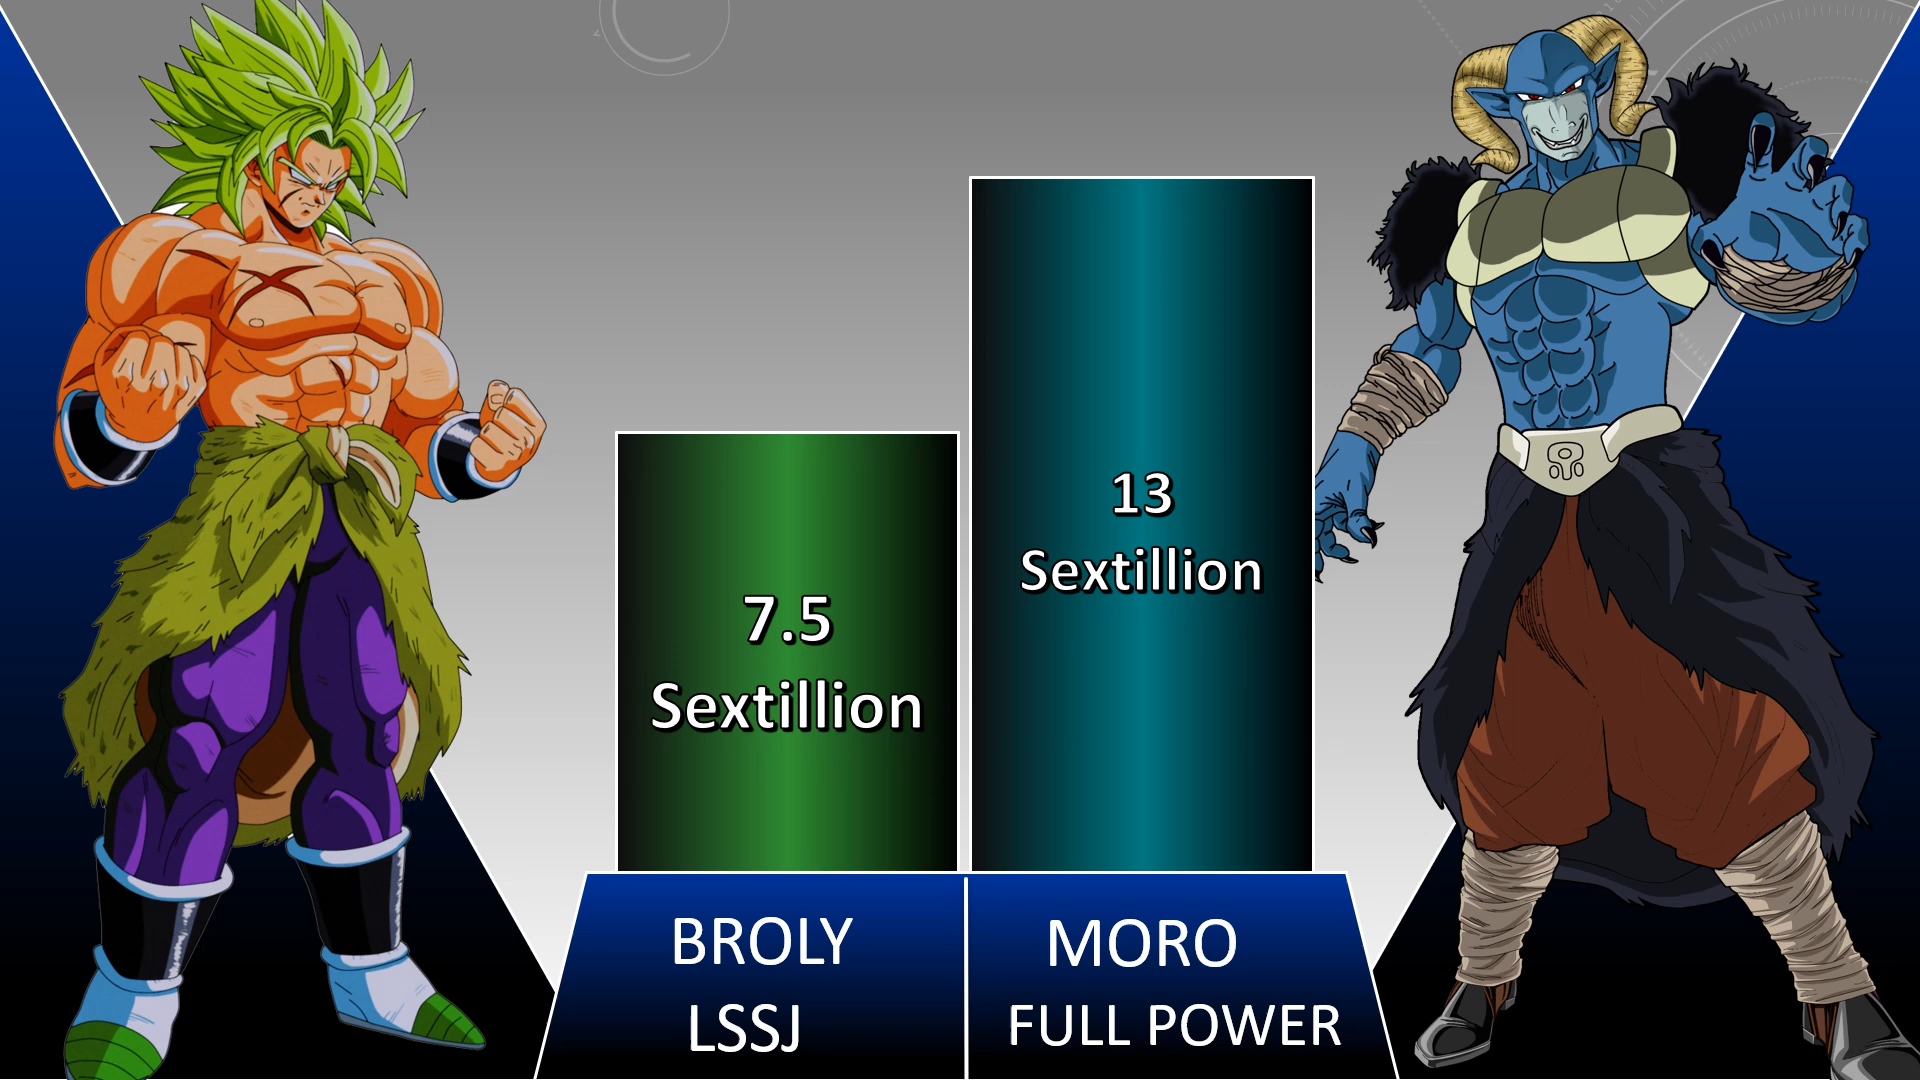 7.5
Sextillion
13
Sextillion
BROLY
LSSJ
MORO
FULL POWER